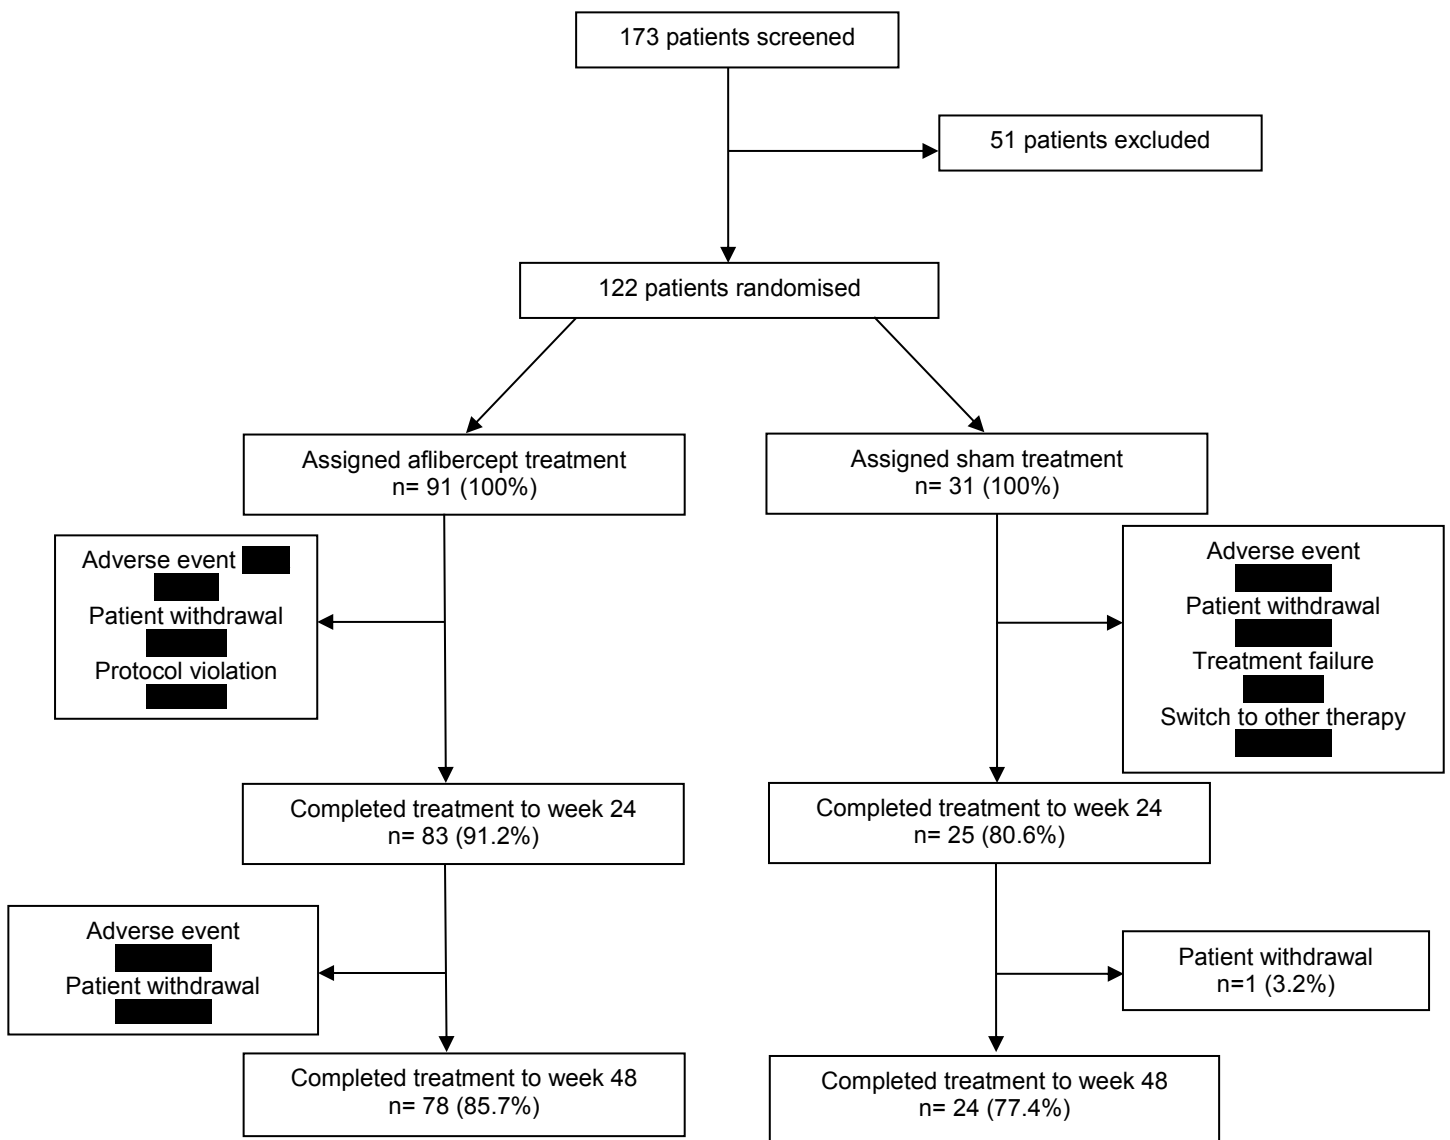 173 patients screened
51 patients excluded
122 patients randomised
Assigned aflibercept treatment
n= 91 (100%)
Assigned sham treatment
n= 31 (100%)
Adverse event
Patient withdrawal
Protocol violation
Adverse event
Patient withdrawal
Treatment failure
Switch to other therapy
Completed treatment to week 24
n= 83 (91.2%)
Completed treatment to week 24
n= 25 (80.6%)
Adverse event
Patient withdrawal
Patient withdrawal
n=1 (3.2%)
Completed treatment to week 48
n= 78 (85.7%)
Completed treatment to week 48
n= 24 (77.4%)